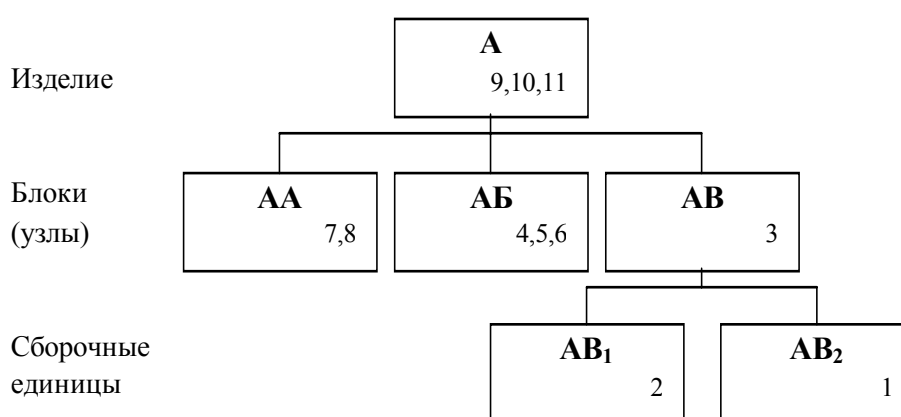 А
Изделие
9,10,11
Блоки
(узлы)
АА
АБ
АВ
7,8
4,5,6
3
Сборочные
единицы
АВ₁
АВ₂
2
1